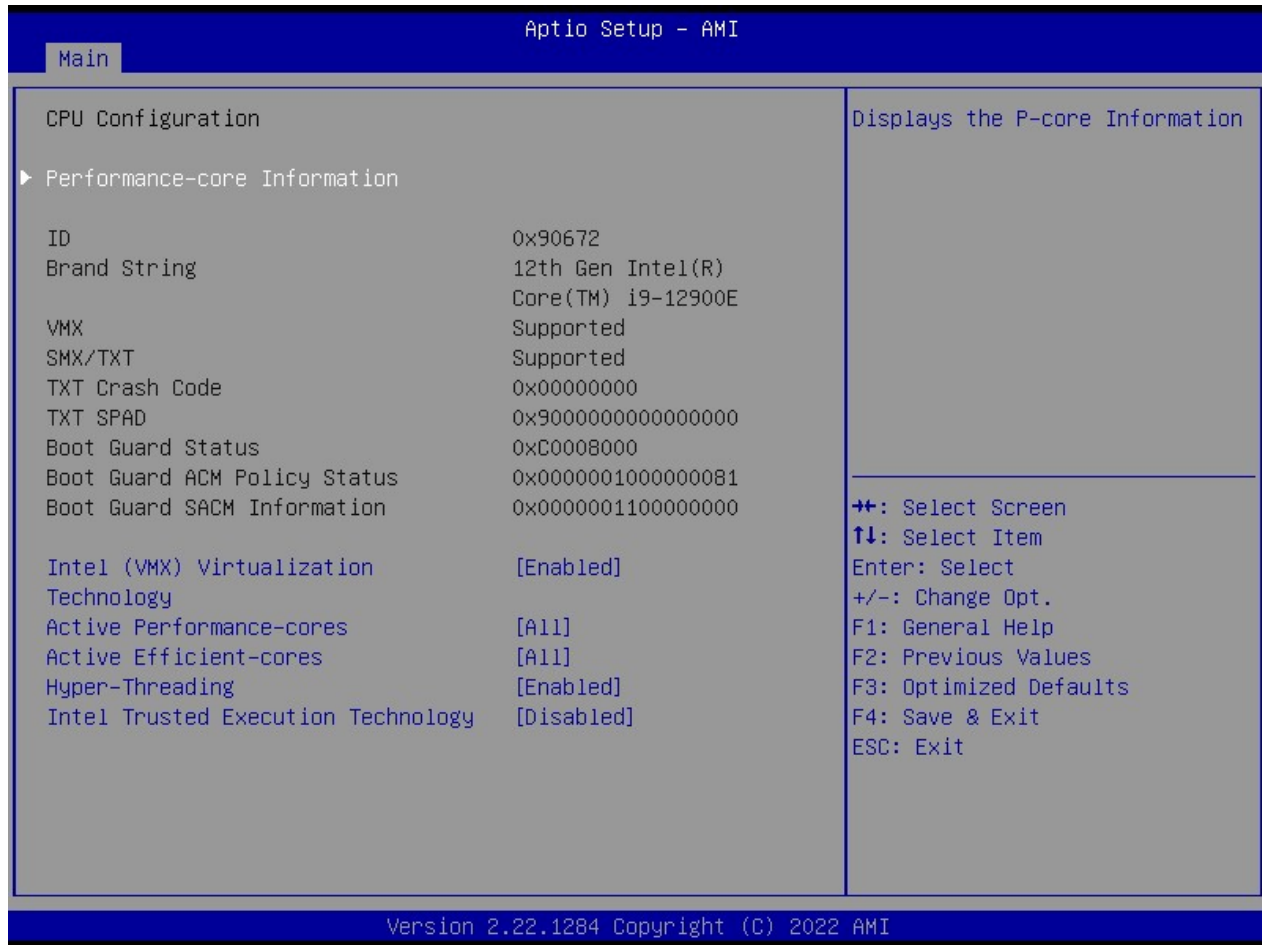 Aptio Setup – AMI
Main
CPU Configuration
Performance-core Information
ID 0x90672
Brand String 12th Gen Intel(R)
Core(TM) i9-12900E
VMX Supported
SMX/TXT Supported
TXT Crash Code 0x00000000
TXT SPAD 0x9000000000000000
Boot Guard Status 0xC0008000
Boot Guard ACM Policy Status 0x0000001000000081
Boot Guard SACM Information 0x0000001100000000
Intel (VMX) Virtualization [Enabled]
Technology
Active Performance-cores [All]
Active Efficient-cores [All]
Hyper-Threading [Enabled]
Intel Trusted Execution Technology [Disabled]
Displays the P-core Information
→←: Select Screen
↑↓: Select Item
Enter: Select
+/-: Change Opt.
F1: General Help
F2: Previous Values
F3: Optimized Defaults
F4: Save & Exit
ESC: Exit
Version 2.22.1284 Copyright (C) 2022 AMI